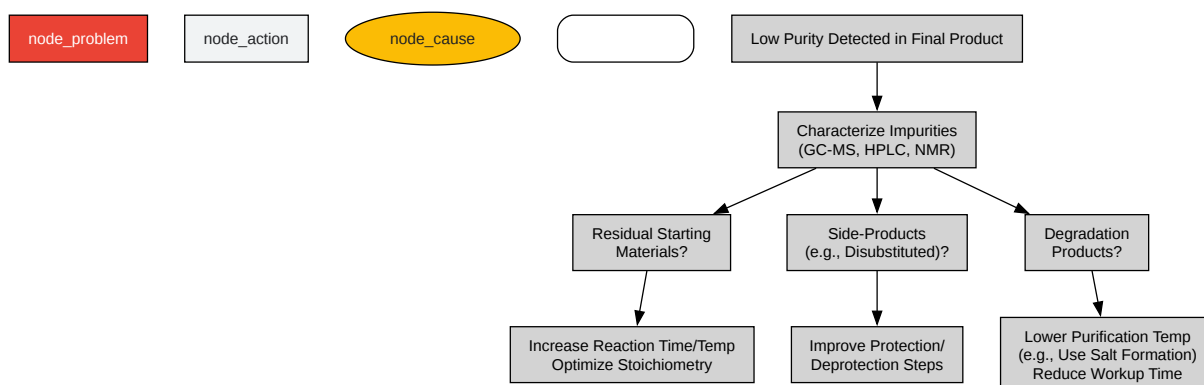 node_problem
node_action
node_cause
Low Purity Detected in Final Product
Characterize Impurities
(GC-MS, HPLC, NMR)
Residual Starting
Materials?
Side-Products
(e.g., Disubstituted)?
Degradation
Products?
Increase Reaction Time/Temp
Optimize Stoichiometry
Improve Protection/
Deprotection Steps
Lower Purification Temp
(e.g., Use Salt Formation)
Reduce Workup Time